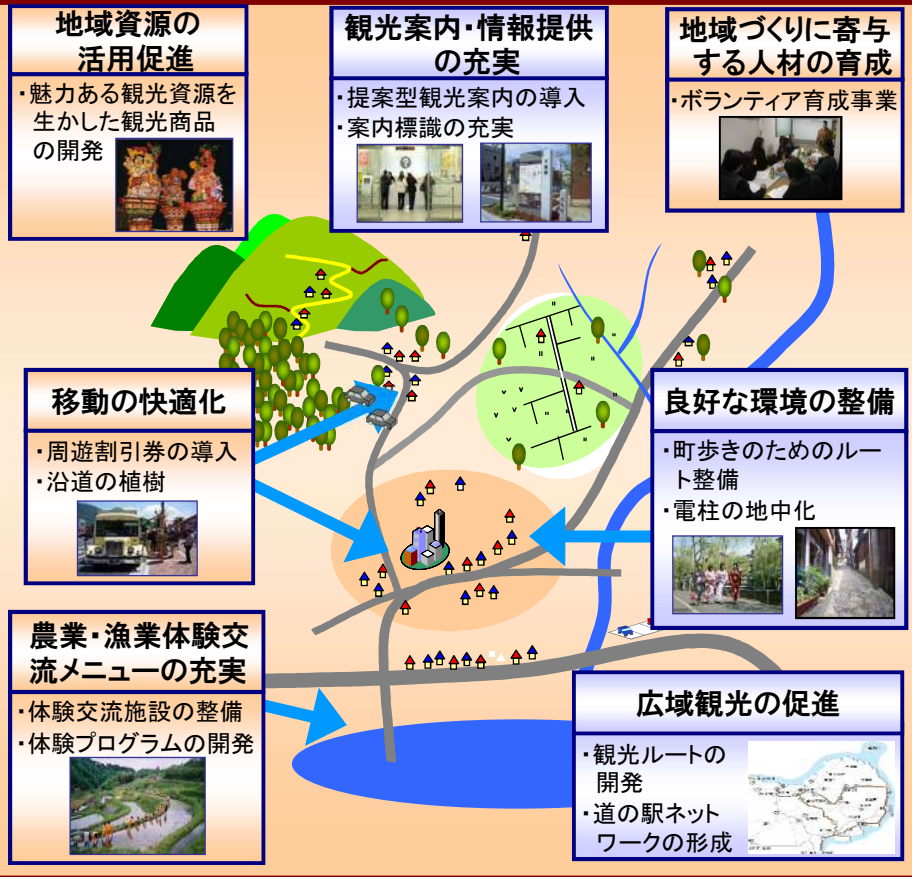 地域資源の
活用促進
・魅力ある観光資源を
生かした観光商品
の開発
観光案内・情報提供
の充実
・提案型観光案内の導入
・案内標識の充実
地域づくりに寄与
する人材の育成
・ボランティア育成事業
移動の快適化
・周遊割引券の導入
・沿道の植樹
良好な環境の整備
・町歩きのためのルー
ト整備
・電柱の地中化
農業・漁業体験交
流メニューの充実
・体験交流施設の整備
・体験プログラムの開発
広域観光の促進
・観光ルートの
開発
・道の駅ネット
ワークの形成